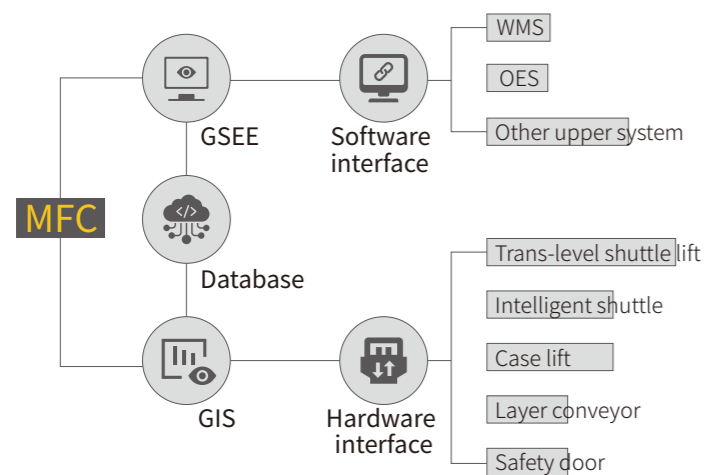 WMS
GSEE
Software
interface
OES
Other upper system
MFC
Database
Trans-level shuttle lift
Intelligent shuttle
GIS
Hardware
interface
Case lift
Layer conveyor
Safety door